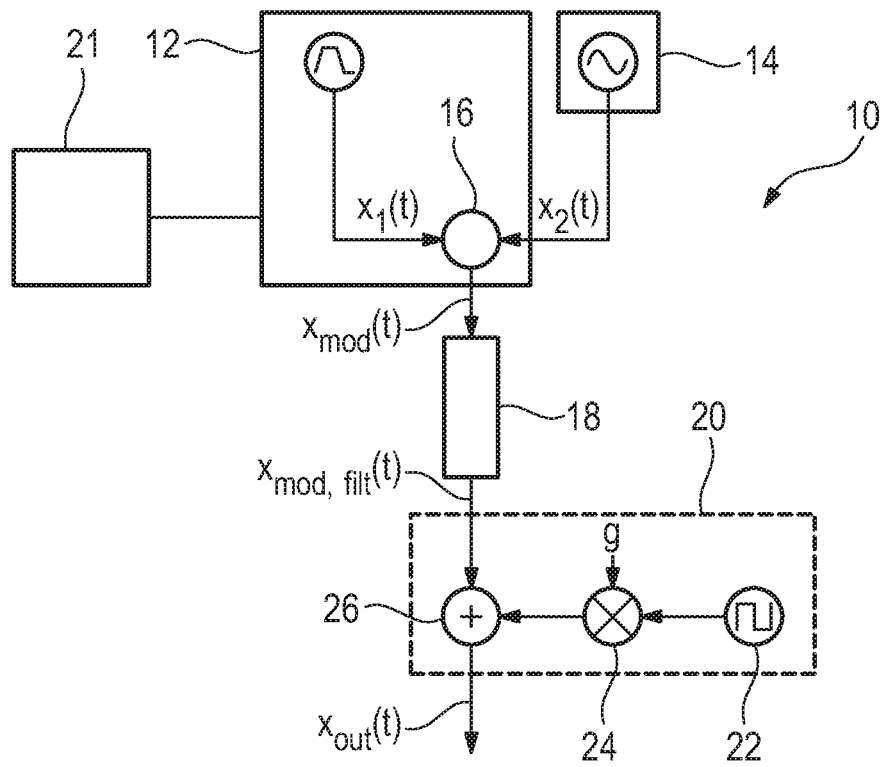 21
12
14
16
10
x1(t)
x2(t)
xmod(t)
18
xmod, filt(t)
20
g
26
+
24
22
xout(t)